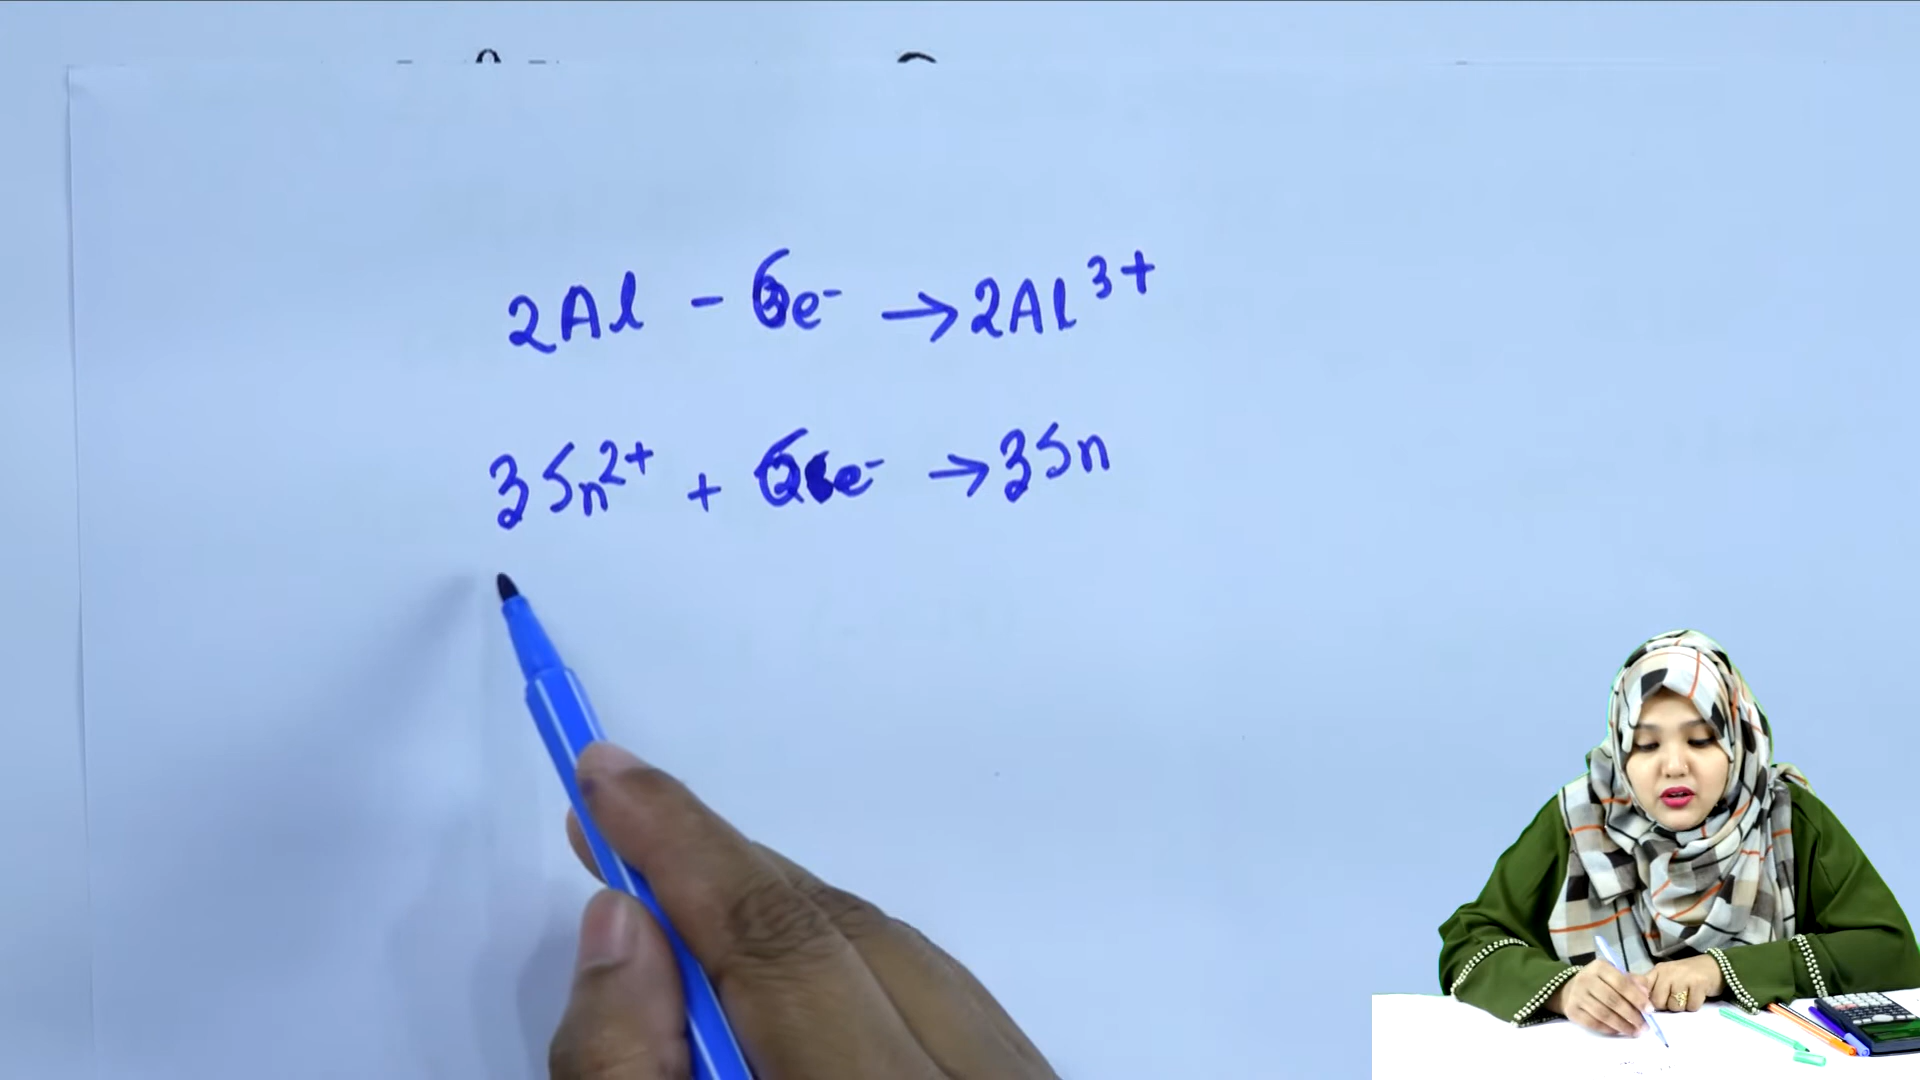 2Al - 6e⁻ → 2Al³⁺
3Sn²⁺ + 6e⁻ → 3Sn